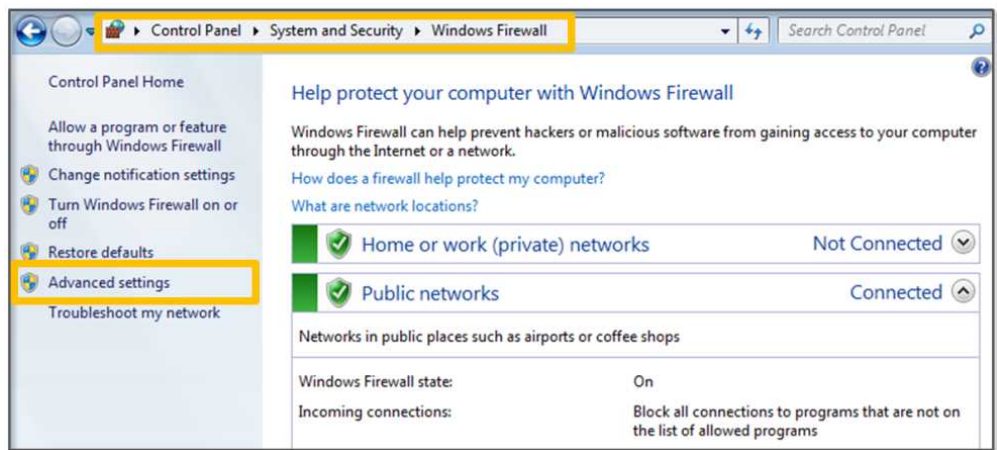 Control Panel ▸ System and Security ▸ Windows Firewall
Search Control Panel
Control Panel Home
Allow a program or feature
through Windows Firewall
Change notification settings
Turn Windows Firewall on or
off
Restore defaults
Advanced settings
Troubleshoot my network
Help protect your computer with Windows Firewall
Windows Firewall can help prevent hackers or malicious software from gaining access to your computer
through the Internet or a network.
How does a firewall help protect my computer?
What are network locations?
Home or work (private) networks Not Connected
Public networks Connected
Networks in public places such as airports or coffee shops
Windows Firewall state: On
Incoming connections: Block all connections to programs that are not on
the list of allowed programs